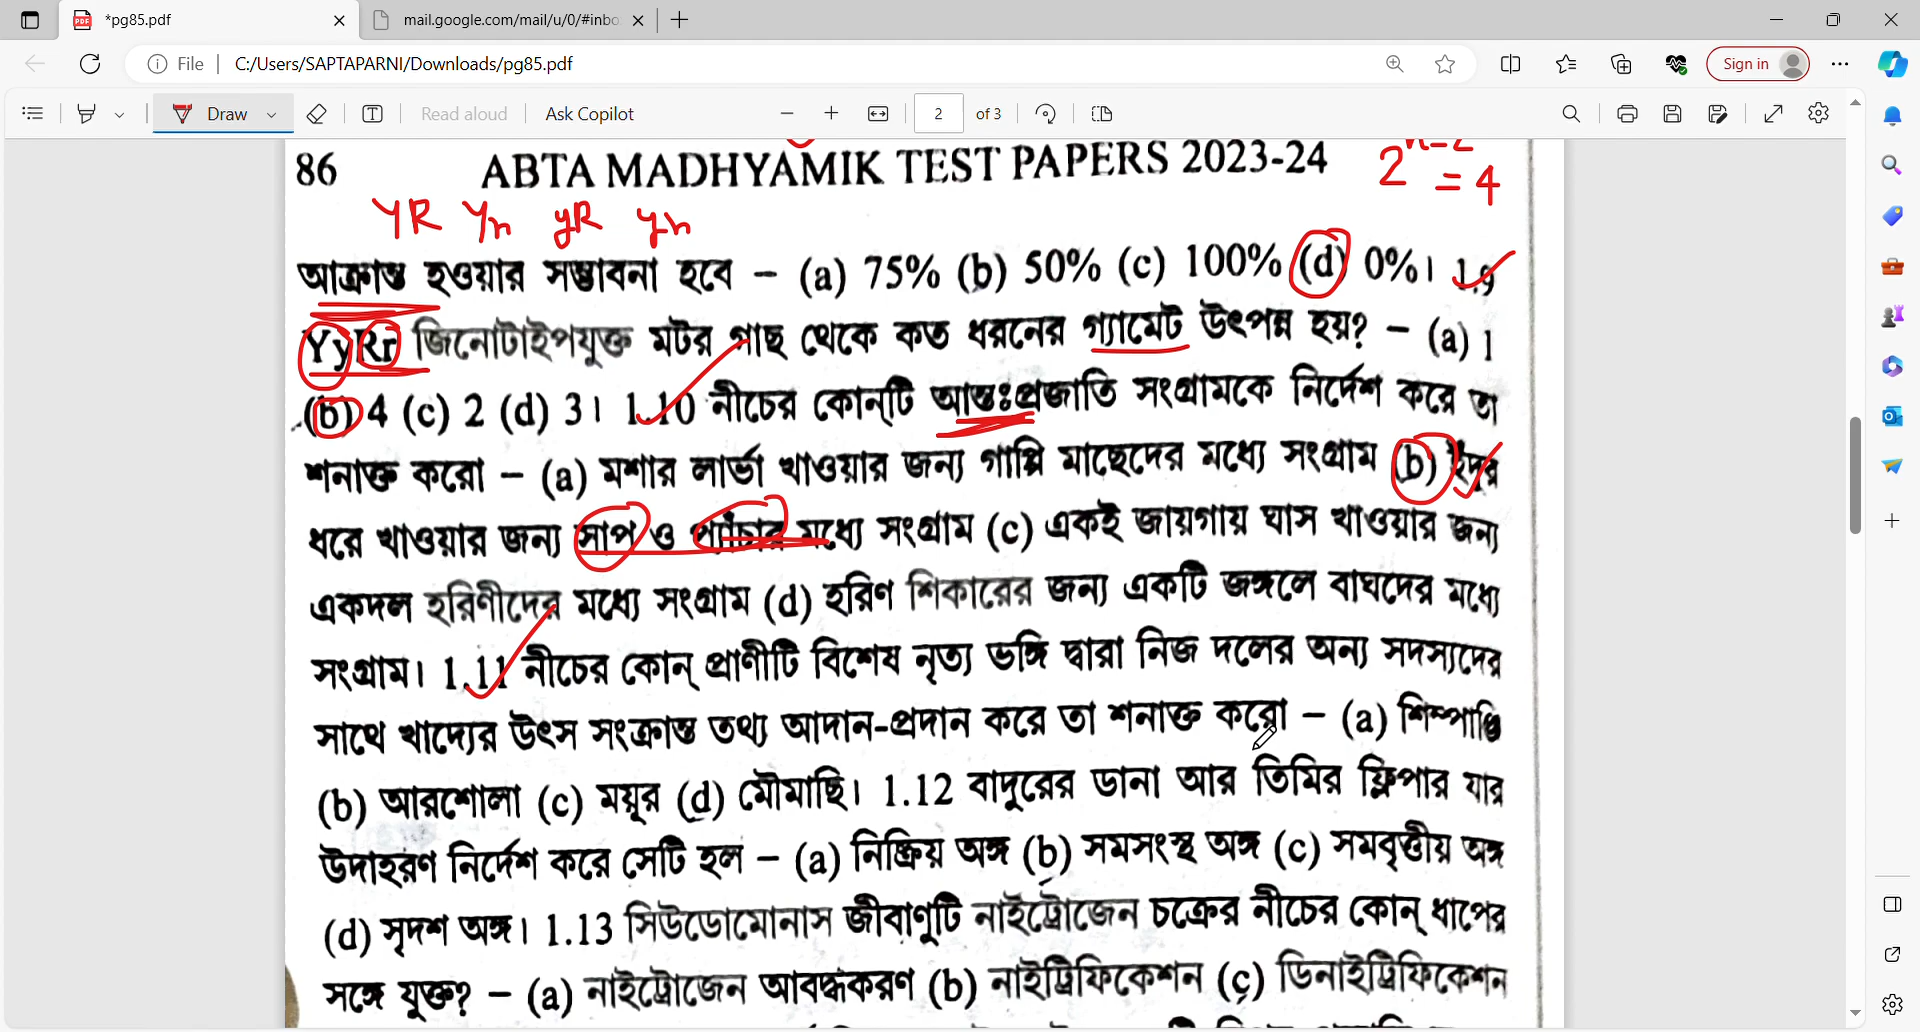 *pg85.pdf
mail.google.com/mail/u/0/#inbo
File C:/Users/SAPTAPARNI/Downloads/pg85.pdf
Sign in
Draw
Read aloud
Ask Copilot
2 of 3
86 ABTA MADHYAMIK TEST PAPERS 2023-24
2^n=2
= 4
YR Yr yR yr
আক্রান্ত হওয়ার সম্ভাবনা হবে – (a) 75% (b) 50% (c) 100% (d) 0%। 1.9
YyRr জিনোটাইপযুক্ত মটর গাছ থেকে কত ধরনের গ্যামেট উৎপন্ন হয়? – (a) 1
(b) 4 (c) 2 (d) 3। 1.10 নীচের কোন্‌টি আন্তঃপ্রজাতি সংগ্রামকে নির্দেশ করে তা
শনাক্ত করো – (a) মশার লার্ভা খাওয়ার জন্য গাপ্পি মাছেদের মধ্যে সংগ্রাম (b) ইঁদুর
ধরে খাওয়ার জন্য সাপ ও প্যাঁচার মধ্যে সংগ্রাম (c) একই জায়গায় ঘাস খাওয়ার জন্য
একদল হরিণীদের মধ্যে সংগ্রাম (d) হরিণ শিকারের জন্য একটি জঙ্গলে বাঘদের মধ্যে
সংগ্রাম। 1.11 নীচের কোন্ প্রাণীটি বিশেষ নৃত্য ভঙ্গি দ্বারা নিজ দলের অন্য সদস্যদের
সাথে খাদ্যের উৎস সংক্রান্ত তথ্য আদান-প্রদান করে তা শনাক্ত করো – (a) শিম্পাঞ্জি
(b) আরশোলা (c) ময়ূর (d) মৌমাছি। 1.12 বাদুরের ডানা আর তিমির ফ্লিপার যার
উদাহরণ নির্দেশ করে সেটি হল – (a) নিষ্ক্রিয় অঙ্গ (b) সমসংস্থ অঙ্গ (c) সমবৃত্তীয় অঙ্গ
(d) সৃদশ অঙ্গ। 1.13 সিউডোমোনাস জীবাণুটি নাইট্রোজেন চক্রের নীচের কোন্ ধাপের
সঙ্গে যুক্ত? – (a) নাইট্রোজেন আবদ্ধকরণ (b) নাইট্রিফিকেশন (c) ডিনাইট্রিফিকেশন